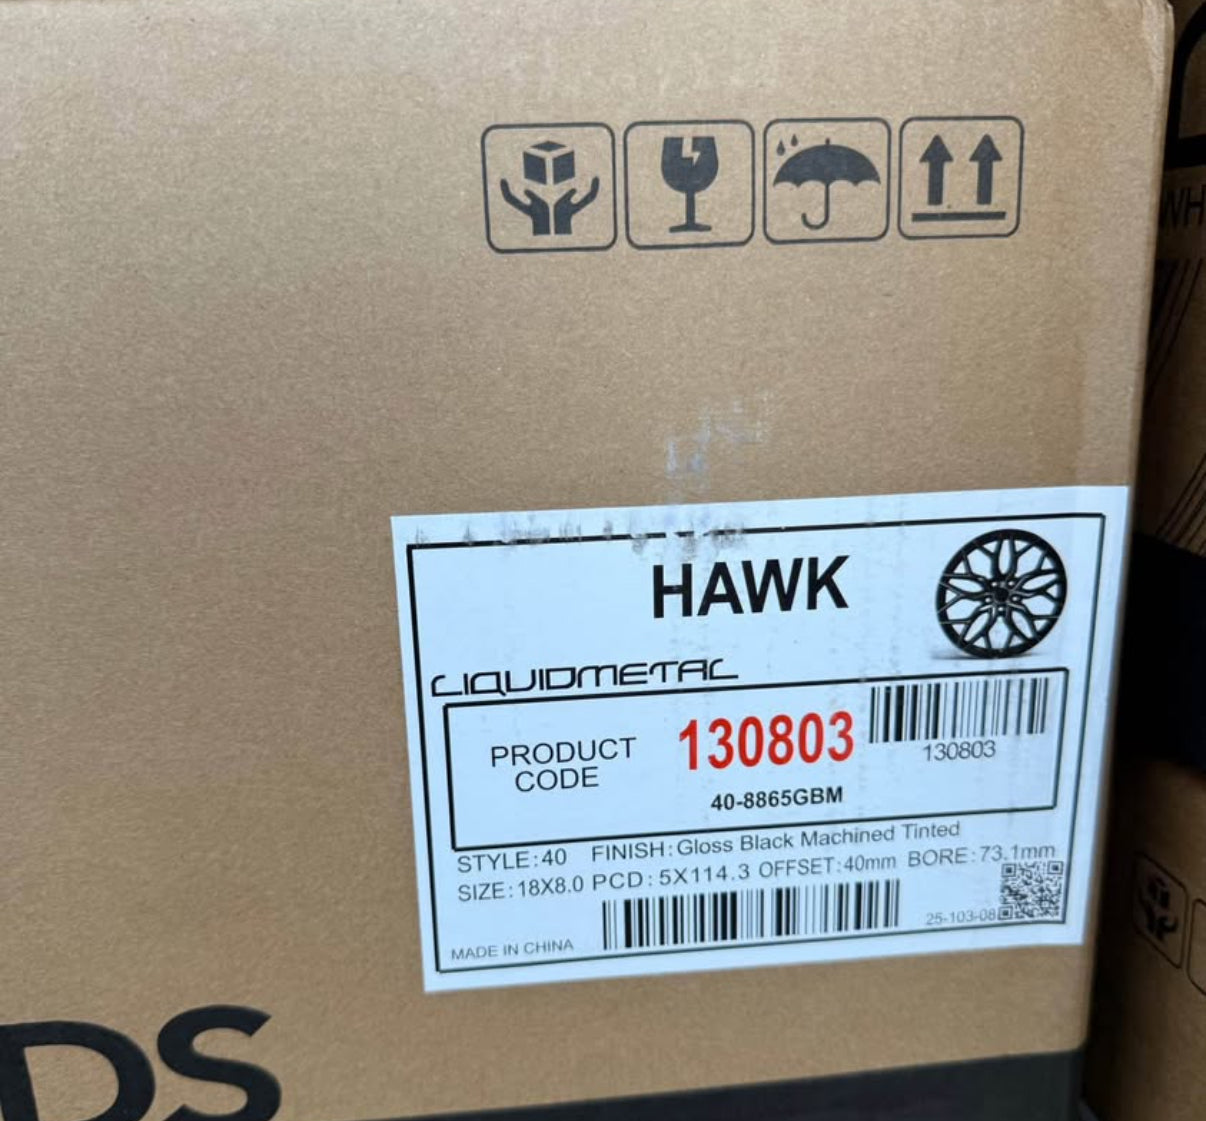 WH
HAWK
LIQUIDMETAL
PRODUCT
CODE
130803
130803
40-8865GBM
STYLE:40 FINISH:Gloss Black Machined Tinted
SIZE:18X8.0 PCD:5X114.3 OFFSET:40mm BORE:73.1mm
25-103-08
MADE IN CHINA
DS